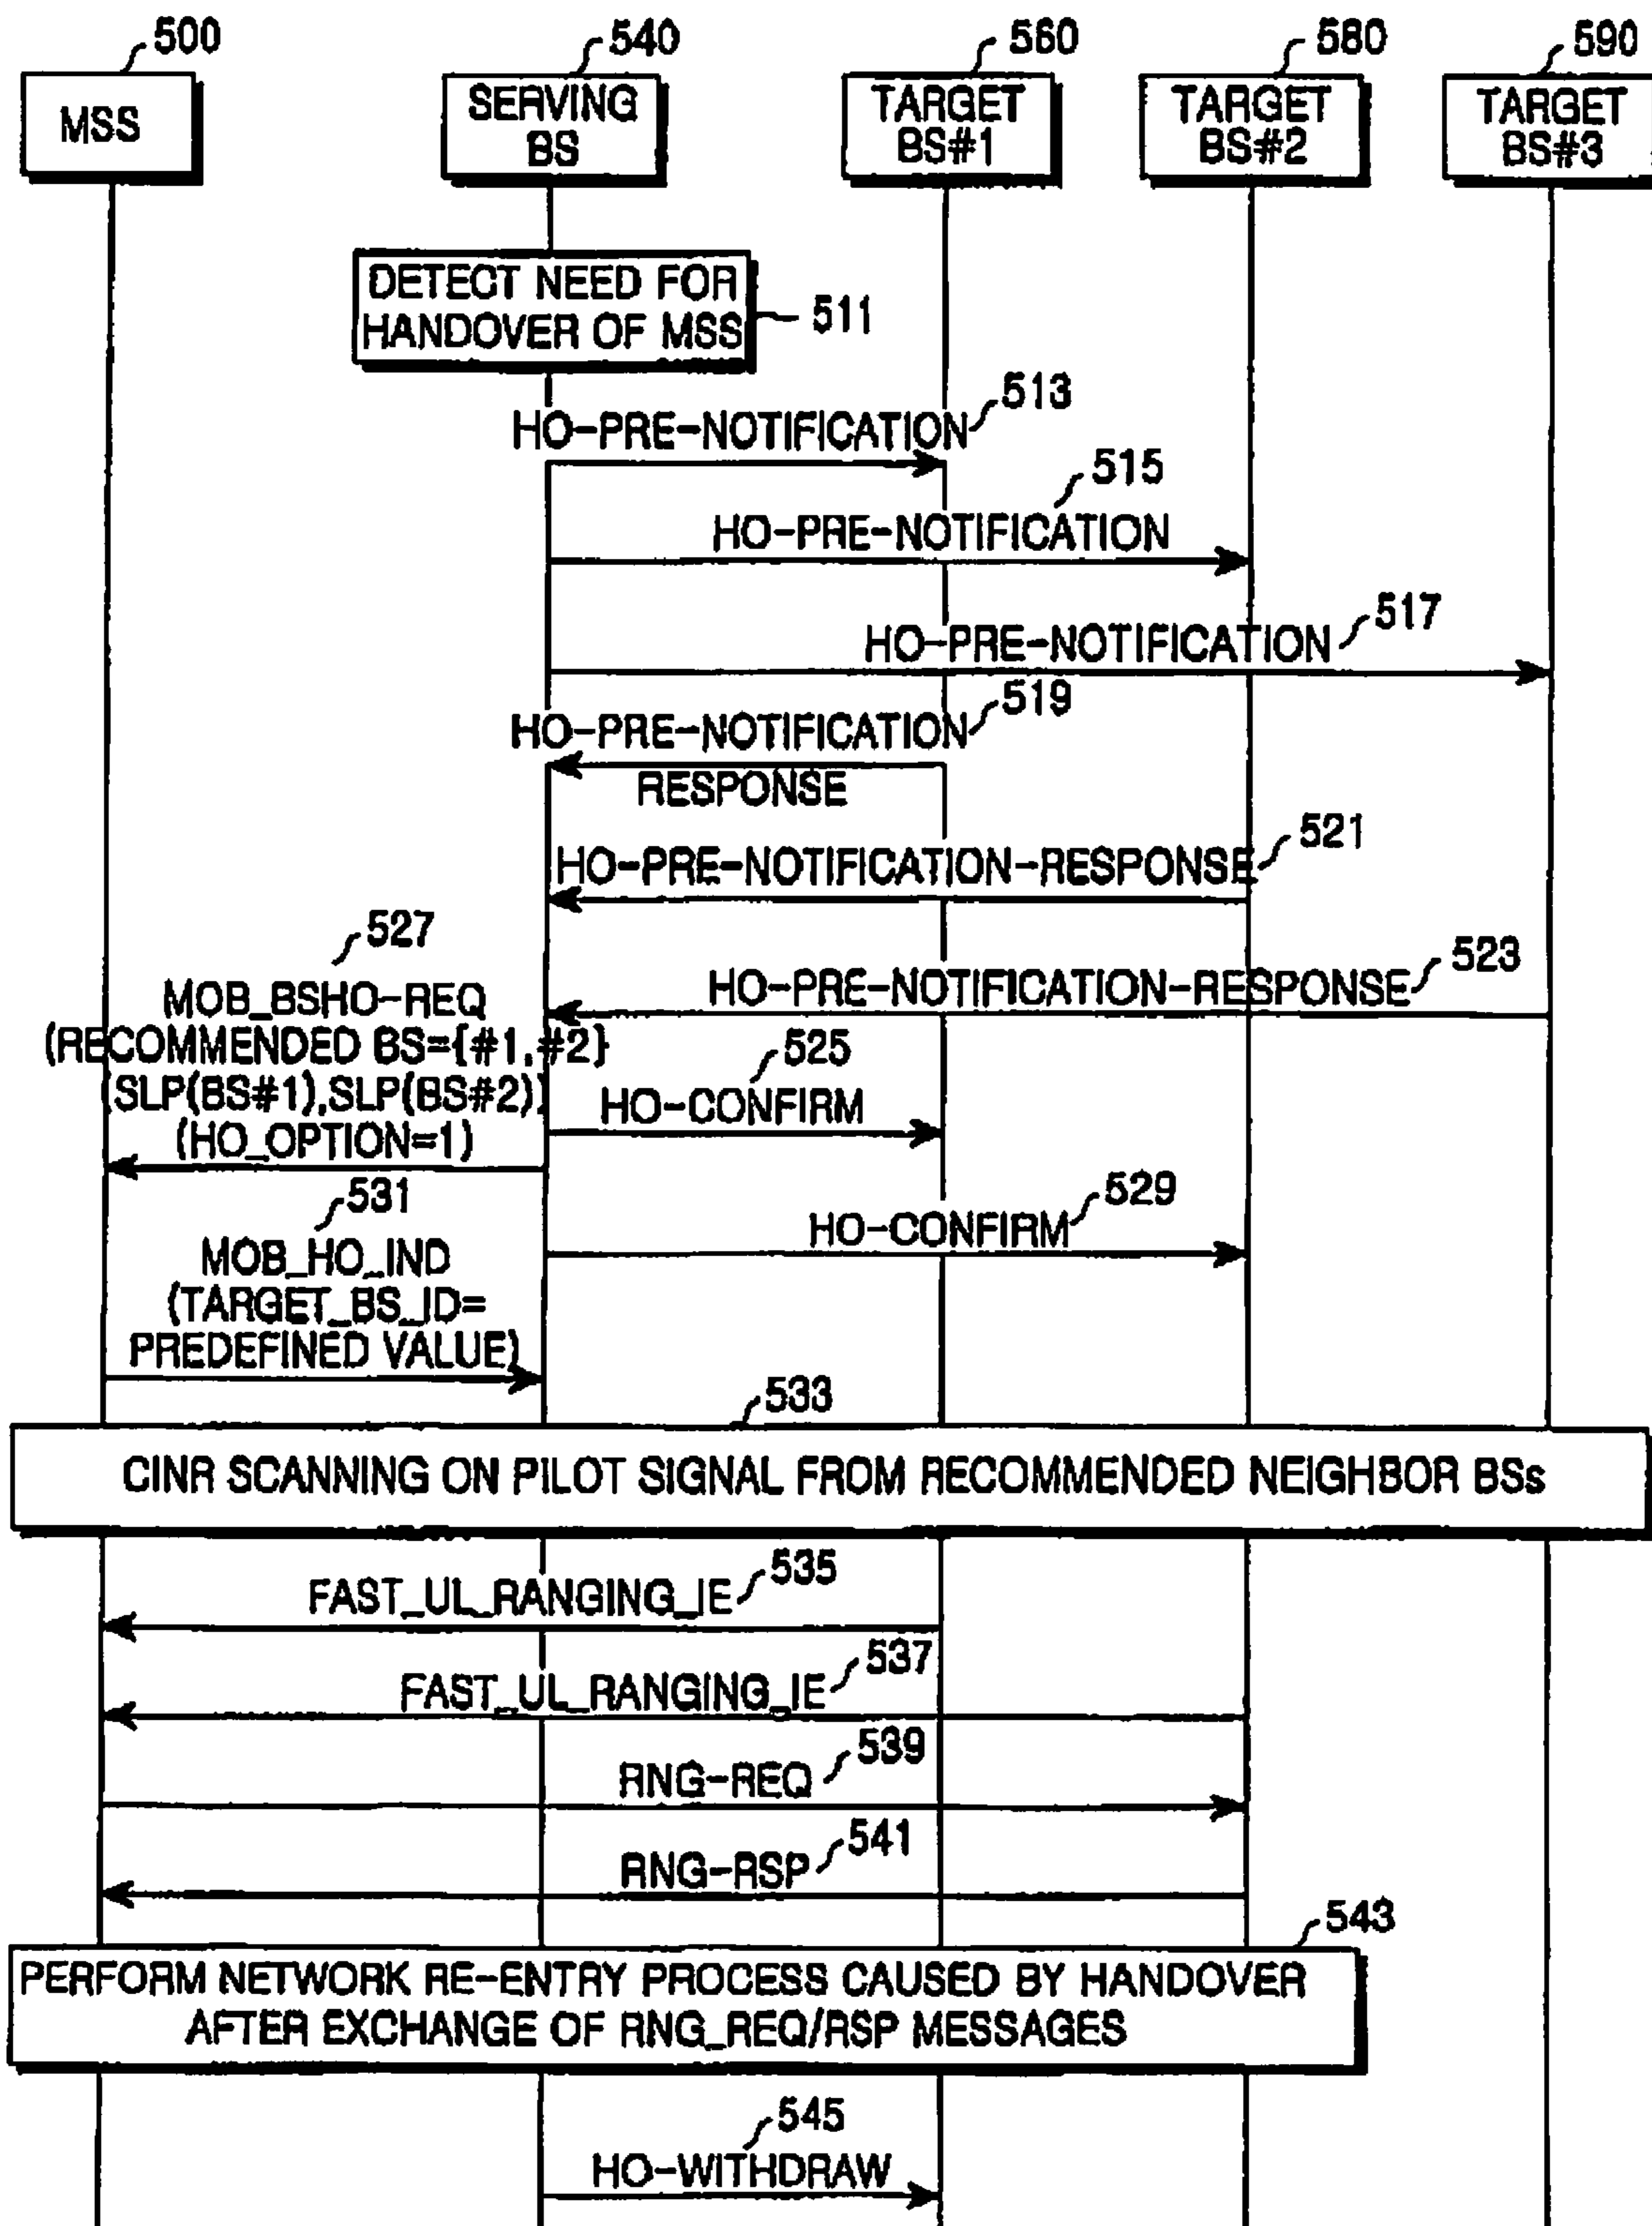 500
540
560
580
590
MSS
SERVING
BS
TARGET
BS#1
TARGET
BS#2
TARGET
BS#3
DETECT NEED FOR
HANDOVER OF MSS
511
HO-PRE-NOTIFICATION
513
515
HO-PRE-NOTIFICATION
517
HO-PRE-NOTIFICATION
519
HO-PRE-NOTIFICATION
RESPONSE
521
HO-PRE-NOTIFICATION-RESPONSE
523
HO-PRE-NOTIFICATION-RESPONSE
527
MOB_BSHO-REQ
(RECOMMENDED BS={#1,#2}
(SLP(BS#1),SLP(BS#2))
(HO_OPTION=1)
525
HO-CONFIRM
529
HO-CONFIRM
531
MOB_HO_IND
(TARGET_BS_ID=
PREDEFINED VALUE)
533
CINR SCANNING ON PILOT SIGNAL FROM RECOMMENDED NEIGHBOR BSs
535
FAST_UL_RANGING_IE
537
FAST_UL_RANGING_IE
539
RNG-REQ
541
RNG-RSP
543
PERFORM NETWORK RE-ENTRY PROCESS CAUSED BY HANDOVER
AFTER EXCHANGE OF RNG_REQ/RSP MESSAGES
545
HO-WITHDRAW